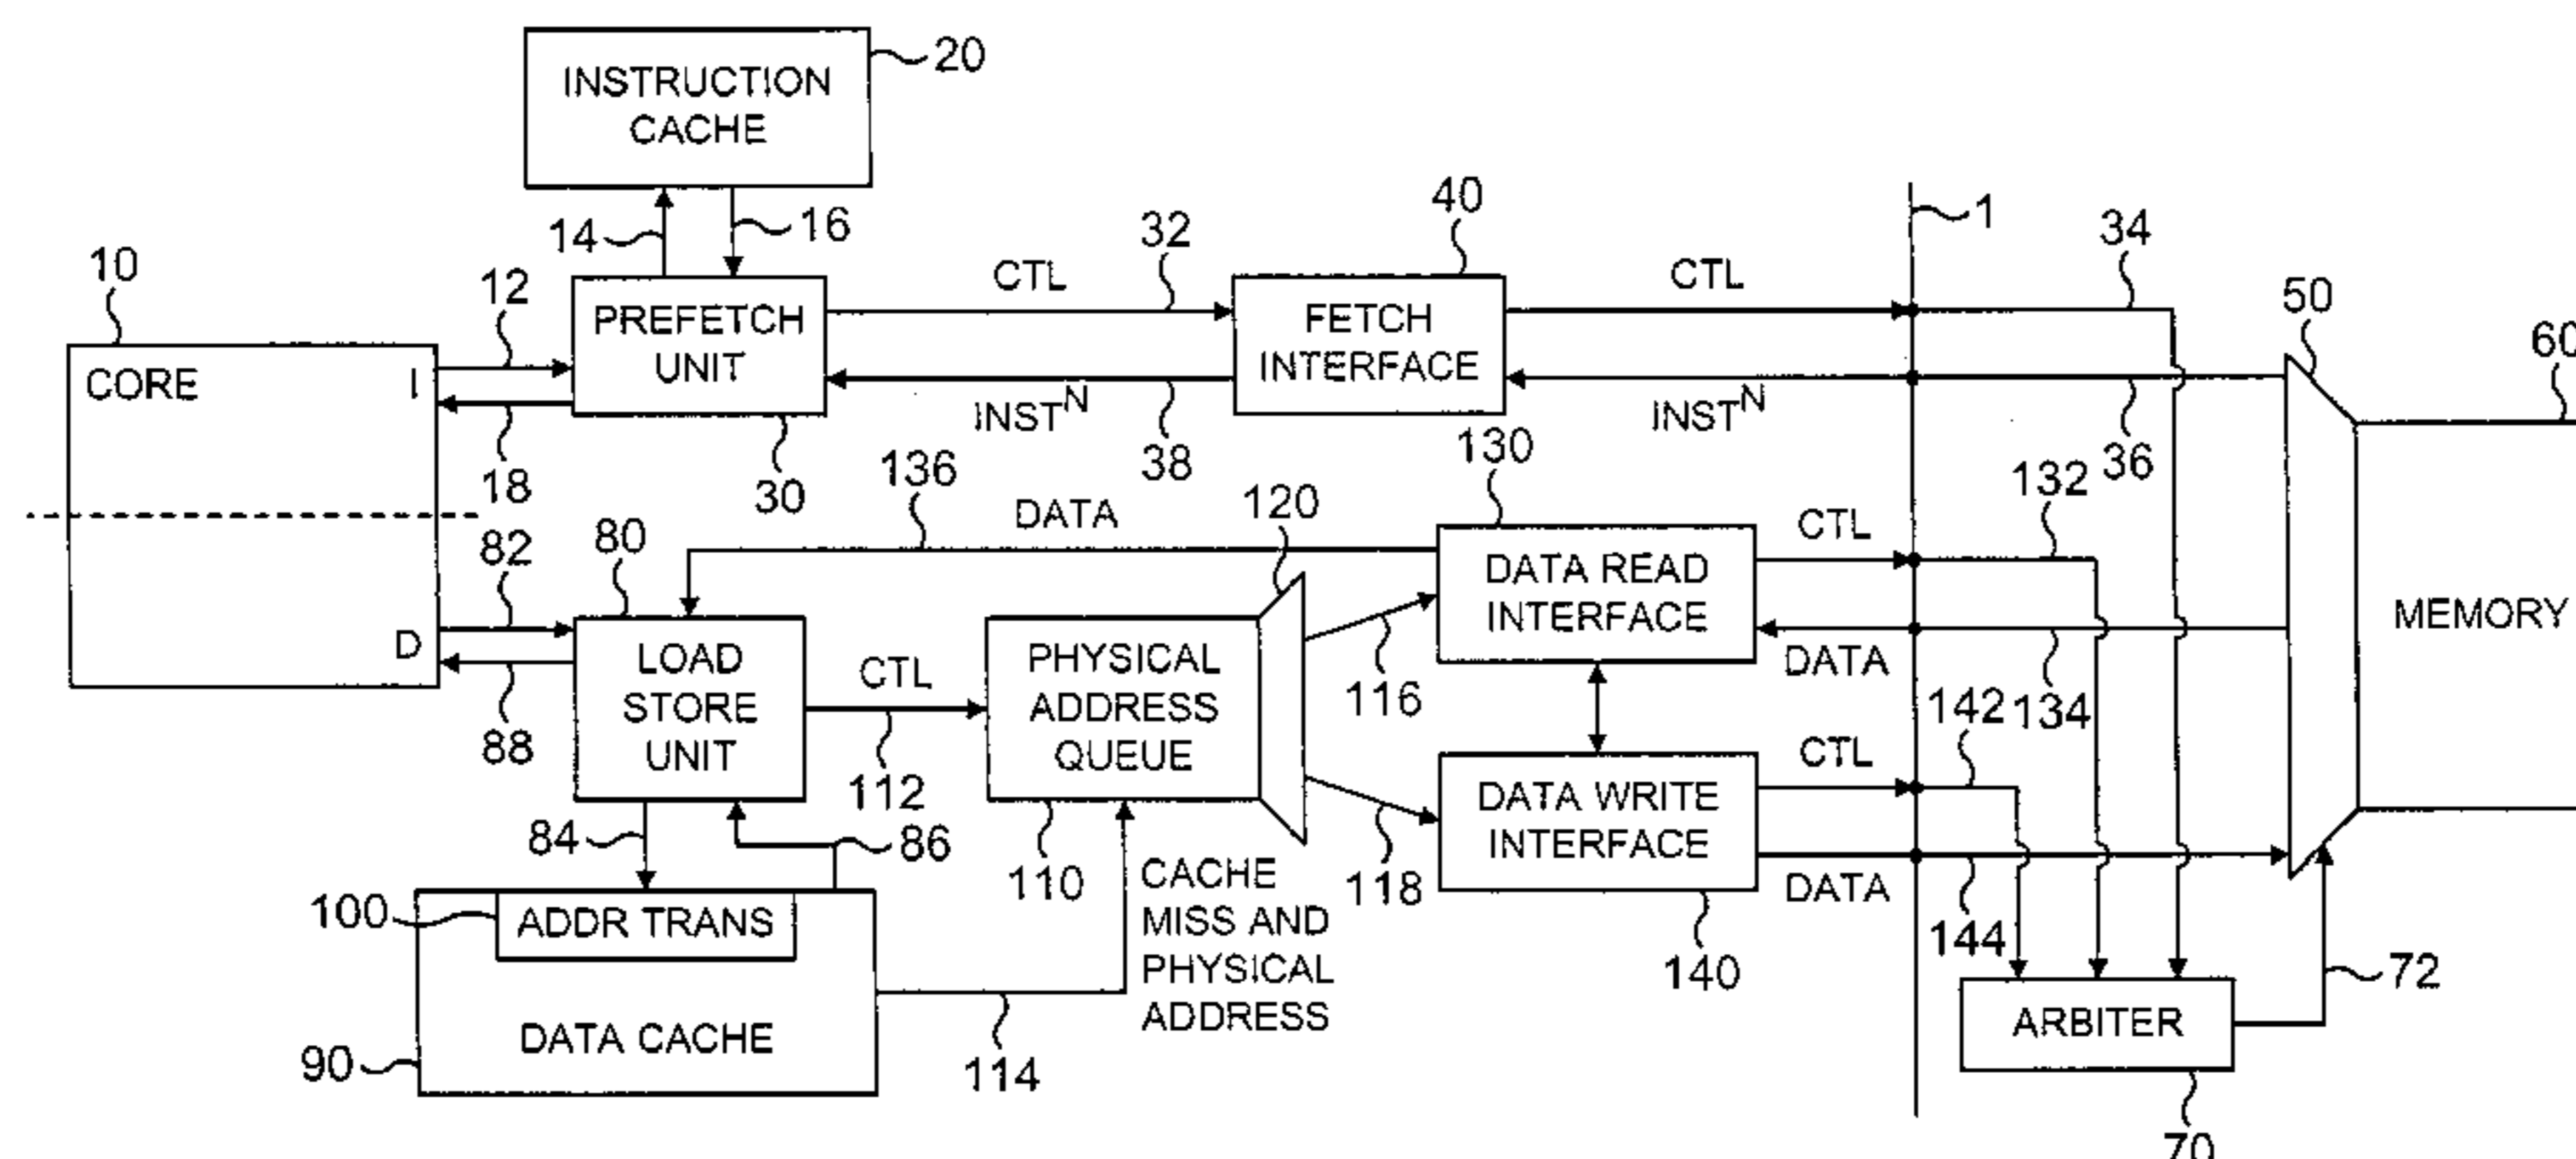 INSTRUCTION
CACHE
20
14
16
10
12
CORE
I
18
PREFETCH
UNIT
30
CTL
32
40
FETCH
INTERFACE
INST^N
38
CTL
INST^N
1
34
36
50
60
MEMORY
82
D
88
80
LOAD
STORE
UNIT
136
DATA
CTL
112
PHYSICAL
ADDRESS
QUEUE
110
120
116
118
130
DATA READ
INTERFACE
CTL
132
DATA
134
DATA WRITE
INTERFACE
140
CTL
142
DATA
144
84
86
100
ADDR TRANS
DATA CACHE
90
114
CACHE
MISS AND
PHYSICAL
ADDRESS
ARBITER
72
70